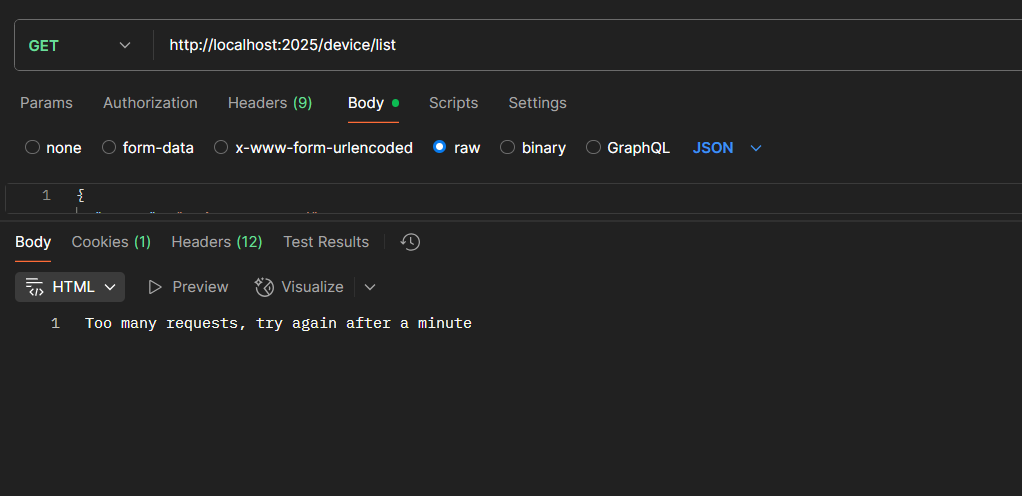 GET http://localhost:2025/device/list
Params Authorization Headers (9) Body Scripts Settings
none form-data x-www-form-urlencoded raw binary GraphQL JSON
1 {
Body Cookies (1) Headers (12) Test Results
HTML Preview Visualize
1 Too many requests, try again after a minute